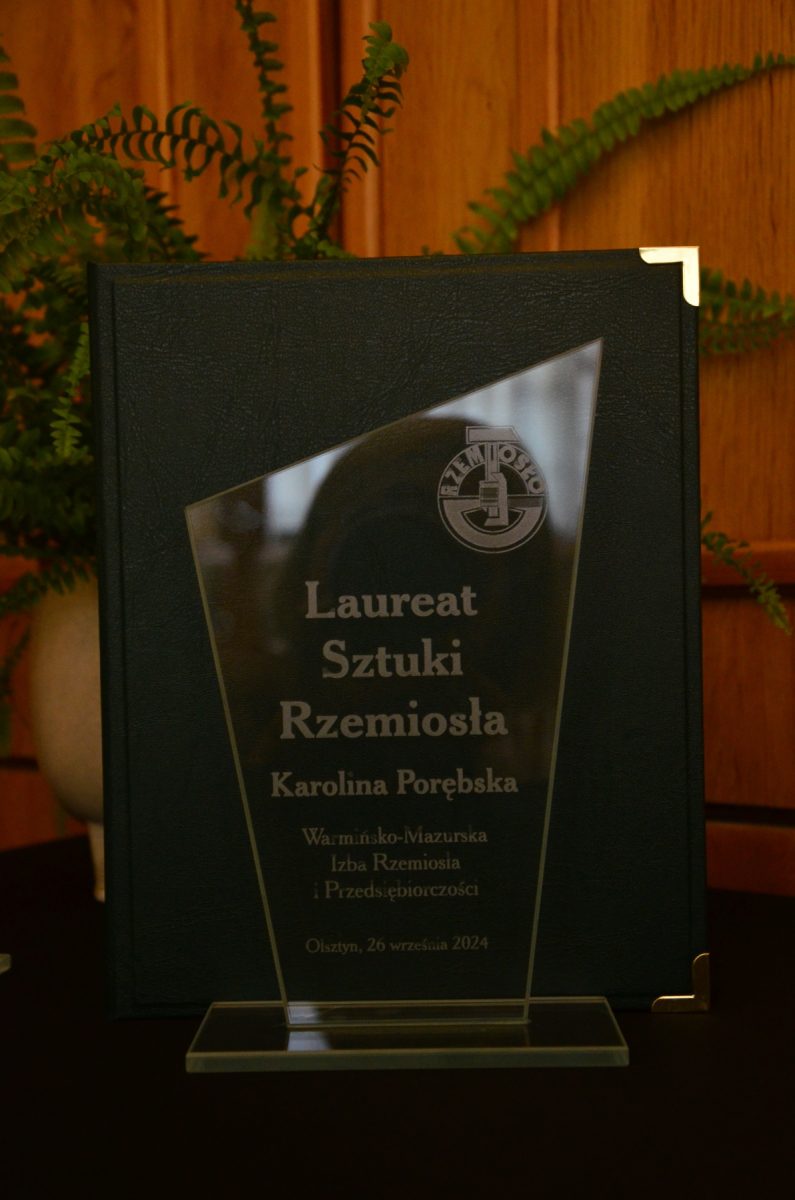 RZEMIOSŁO
Laureat
Sztuki
Rzemiosła
Karolina Porębska
Warmińsko-Mazurska
Izba Rzemiosła
i Przedsiębiorczości
Olsztyn, 26 września 2024